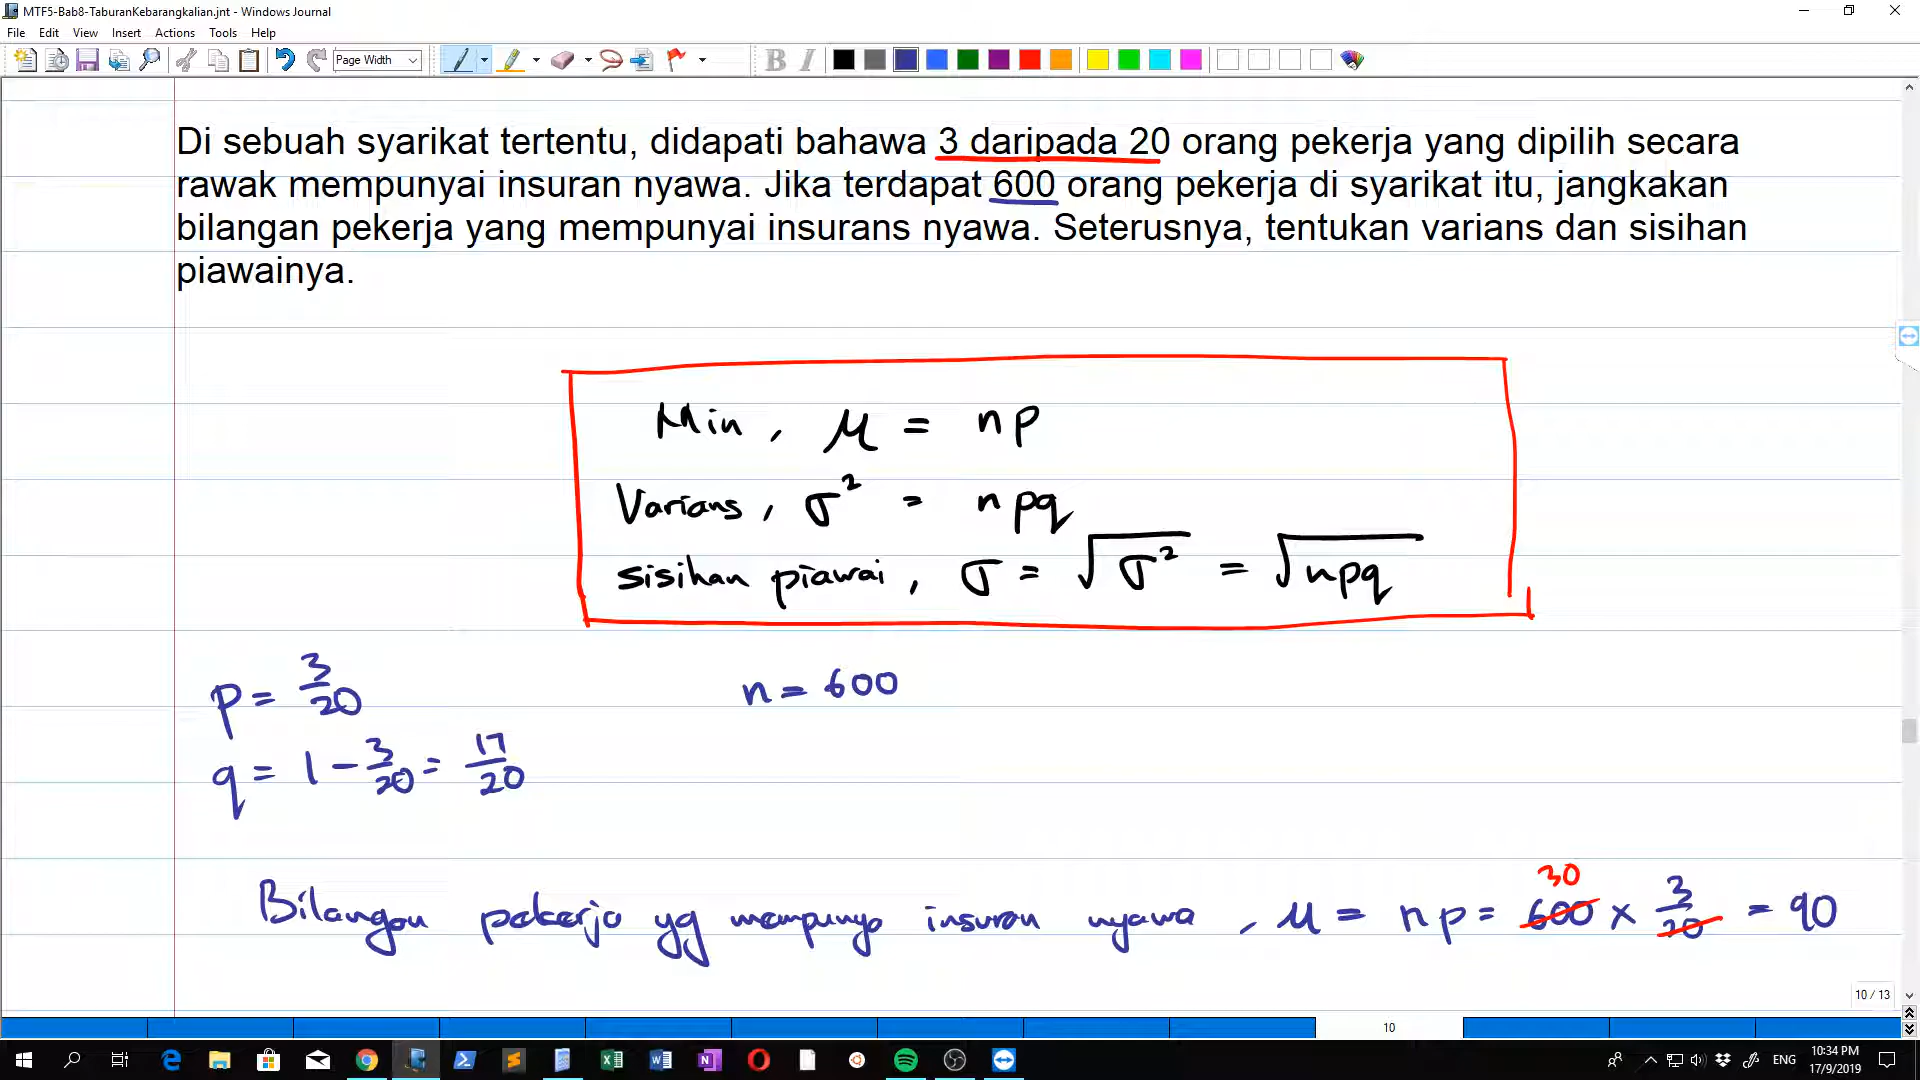 MTF5-Bab8-TaburanKebarangkalian.jnt - Windows Journal
File Edit View Insert Actions Tools Help
Page Width
B I
Di sebuah syarikat tertentu, didapati bahawa 3 daripada 20 orang pekerja yang dipilih secara
rawak mempunyai insuran nyawa. Jika terdapat 600 orang pekerja di syarikat itu, jangkakan
bilangan pekerja yang mempunyai insurans nyawa. Seterusnya, tentukan varians dan sisihan
piawainya.
Min, μ = np
Varians, σ² = npq
sisihan piawai, σ = √σ² = √npq
p = 3/20
n = 600
q = 1 - 3/20 = 17/20
30
Bilangan pekerja yg mempunya insuran nyawa, μ = np = 600 × 3/20 = 90
10 / 13
10
ENG
10:34 PM
17/9/2019